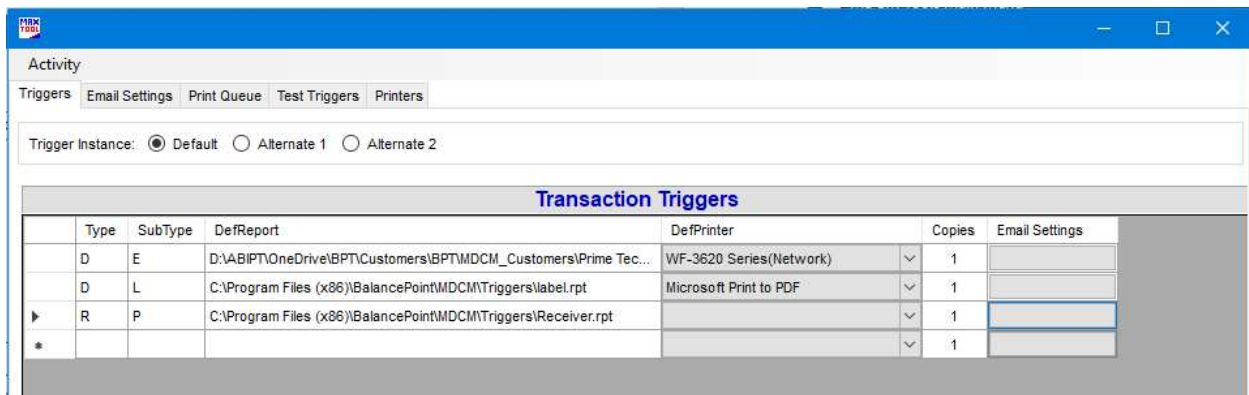 MAX
TOOL
Activity
Triggers Email Settings Print Queue Test Triggers Printers
Trigger Instance: Default Alternate 1 Alternate 2
Transaction Triggers
Type SubType DefReport DefPrinter Copies Email Settings
D E D:\ABIPT\OneDrive\BPT\Customers\BPT\MDCM_Customers\Prime Tec... WF-3620 Series(Network) 1
D L C:\Program Files (x86)\BalancePoint\MDCM\Triggers\label.rpt Microsoft Print to PDF 1
R P C:\Program Files (x86)\BalancePoint\MDCM\Triggers\Receiver.rpt 1
1